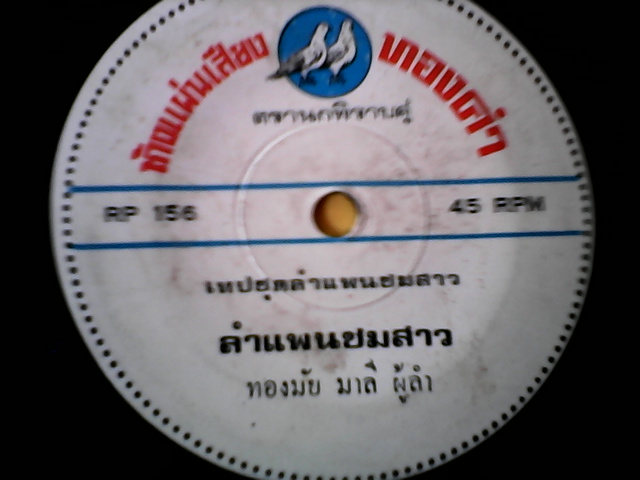 ห้างแผ่นเสียง ทองคำ
ตรานกพิราบคู่
RP 156 45 RPM
เทปชุดลำแพนชมสาว
ลำแพนชมสาว
ทองมัย มาลี ผู้ลำ